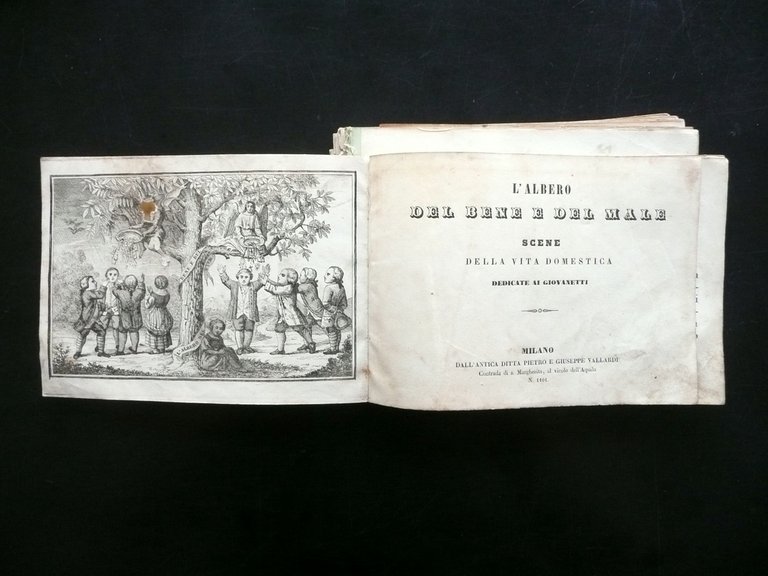 L'ALBERO
DEL BENE E DEL MALE
SCENE
DELLA VITA DOMESTICA
DEDICATE AI GIOVANETTI
MILANO
DALL'ANTICA DITTA PIETRO E GIUSEPPE VALLARDI
Contrada di s Margherita, al vicolo dell'Aquila
N. 1101.